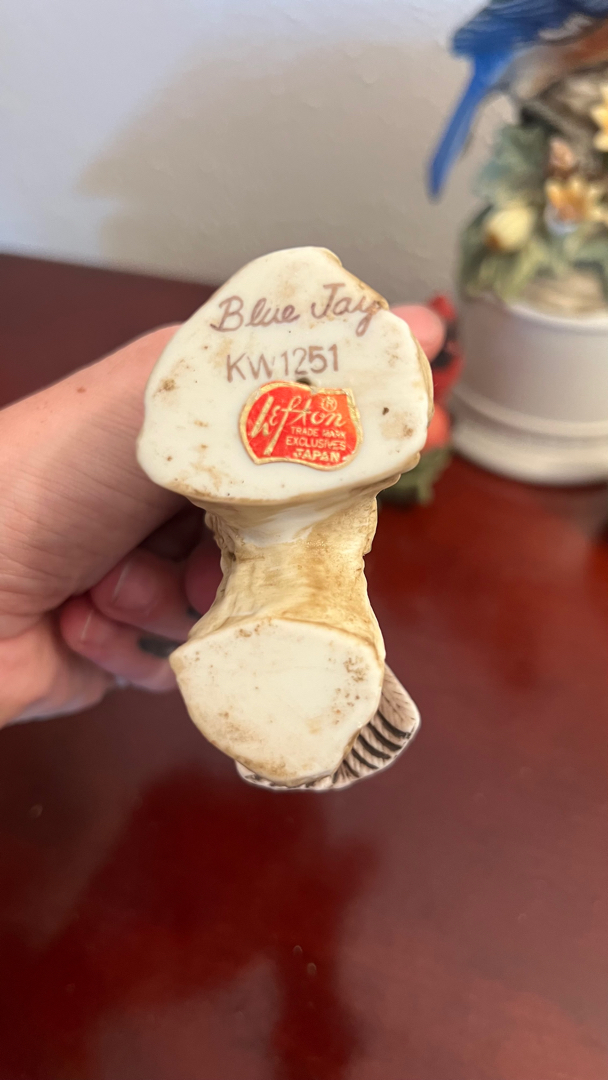 Blue Jay
KW1251
Lefton ®
TRADE MARK
EXCLUSIVES
JAPAN